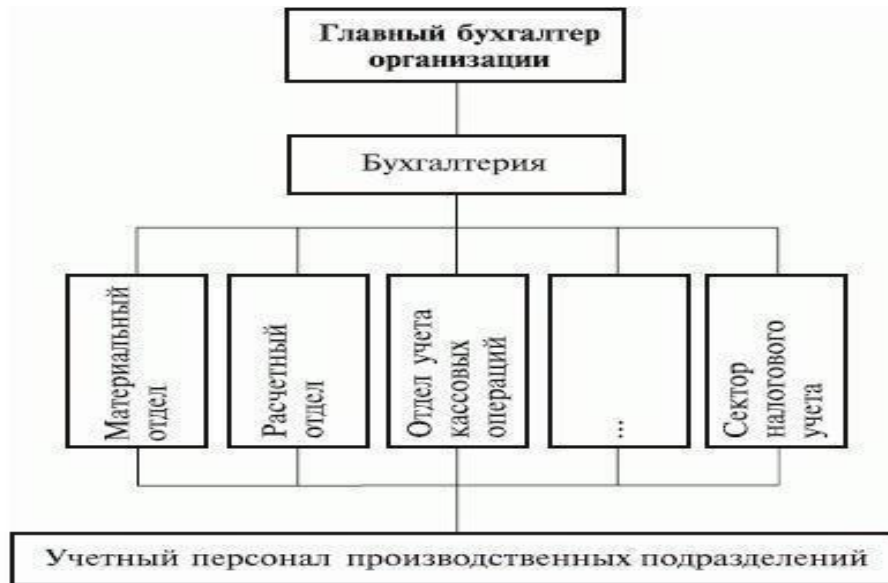 Главный бухгалтер
организации
Бухгалтерия
Материальный
отдел
Расчетный
отдел
Отдел учета
кассовых
операций
...
Сектор
налогового
учета
Учетный персонал производственных подразделений